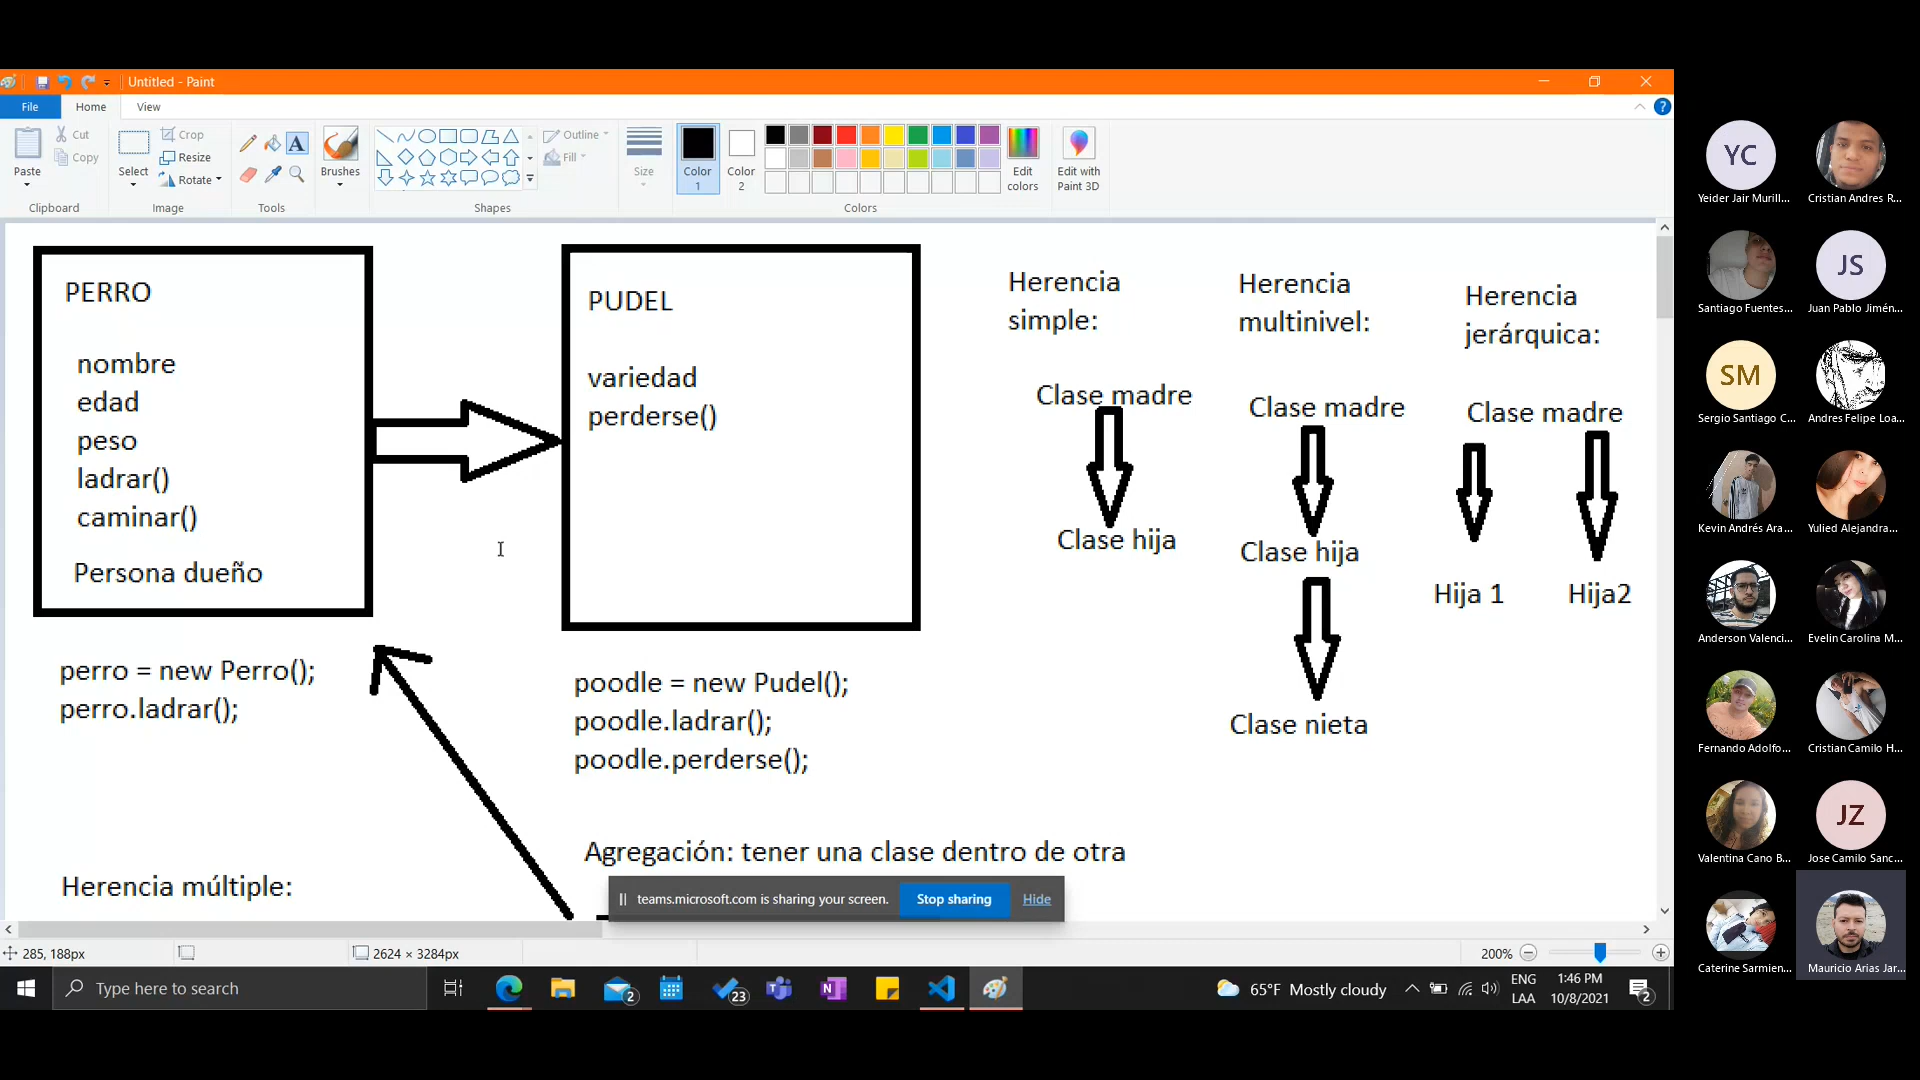 Untitled - Paint
File
Home
View
Paste
Cut
Copy
Clipboard
Select
Crop
Resize
Rotate
Image
Tools
Brushes
Shapes
Outline
Fill
Size
Color
1
Color
2
Colors
Edit
colors
Edit with
Paint 3D
PERRO
nombre
edad
peso
ladrar()
caminar()
Persona dueño
perro = new Perro();
perro.ladrar();
PUDEL
variedad
perderse()
poodle = new Pudel();
poodle.ladrar();
poodle.perderse();
Herencia
simple:
Clase madre
Clase hija
Herencia
multinivel:
Clase madre
Clase hija
Clase nieta
Herencia
jerárquica:
Clase madre
Hija 1
Hija2
Agregación: tener una clase dentro de otra
Herencia múltiple:
teams.microsoft.com is sharing your screen.
Stop sharing
Hide
285, 188px
2624 × 3284px
200%
Type here to search
2
23
65°F Mostly cloudy
ENG
LAA
1:46 PM
10/8/2021
2
YC
Yeider Jair Murill...
Cristian Andres R...
Santiago Fuentes...
JS
Juan Pablo Jimén...
SM
Sergio Santiago C...
Andres Felipe Loa...
Kevin Andrés Ara...
Yulied Alejandra...
Anderson Valenci...
Evelin Carolina M...
Fernando Adolfo...
Cristian Camilo H...
Valentina Cano B...
JZ
Jose Camilo Sanc...
Caterine Sarmien...
Mauricio Arias Jar...